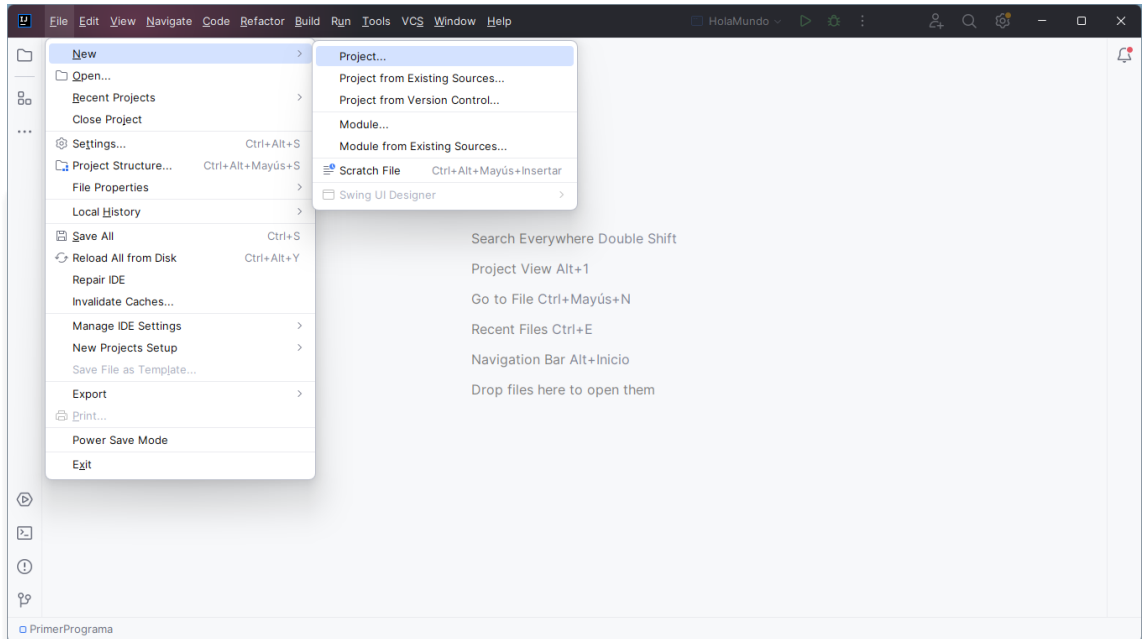 IJ
File Edit View Navigate Code Refactor Build Run Tools VCS Window Help
HolaMundo
New
Open...
Recent Projects
Close Project
Settings... Ctrl+Alt+S
Project Structure... Ctrl+Alt+Mayús+S
File Properties
Local History
Save All Ctrl+S
Reload All from Disk Ctrl+Alt+Y
Repair IDE
Invalidate Caches...
Manage IDE Settings
New Projects Setup
Save File as Template...
Export
Print...
Power Save Mode
Exit
Project...
Project from Existing Sources...
Project from Version Control...
Module...
Module from Existing Sources...
Scratch File Ctrl+Alt+Mayús+Insertar
Swing UI Designer
Search Everywhere Double Shift
Project View Alt+1
Go to File Ctrl+Mayús+N
Recent Files Ctrl+E
Navigation Bar Alt+Inicio
Drop files here to open them
PrimerPrograma